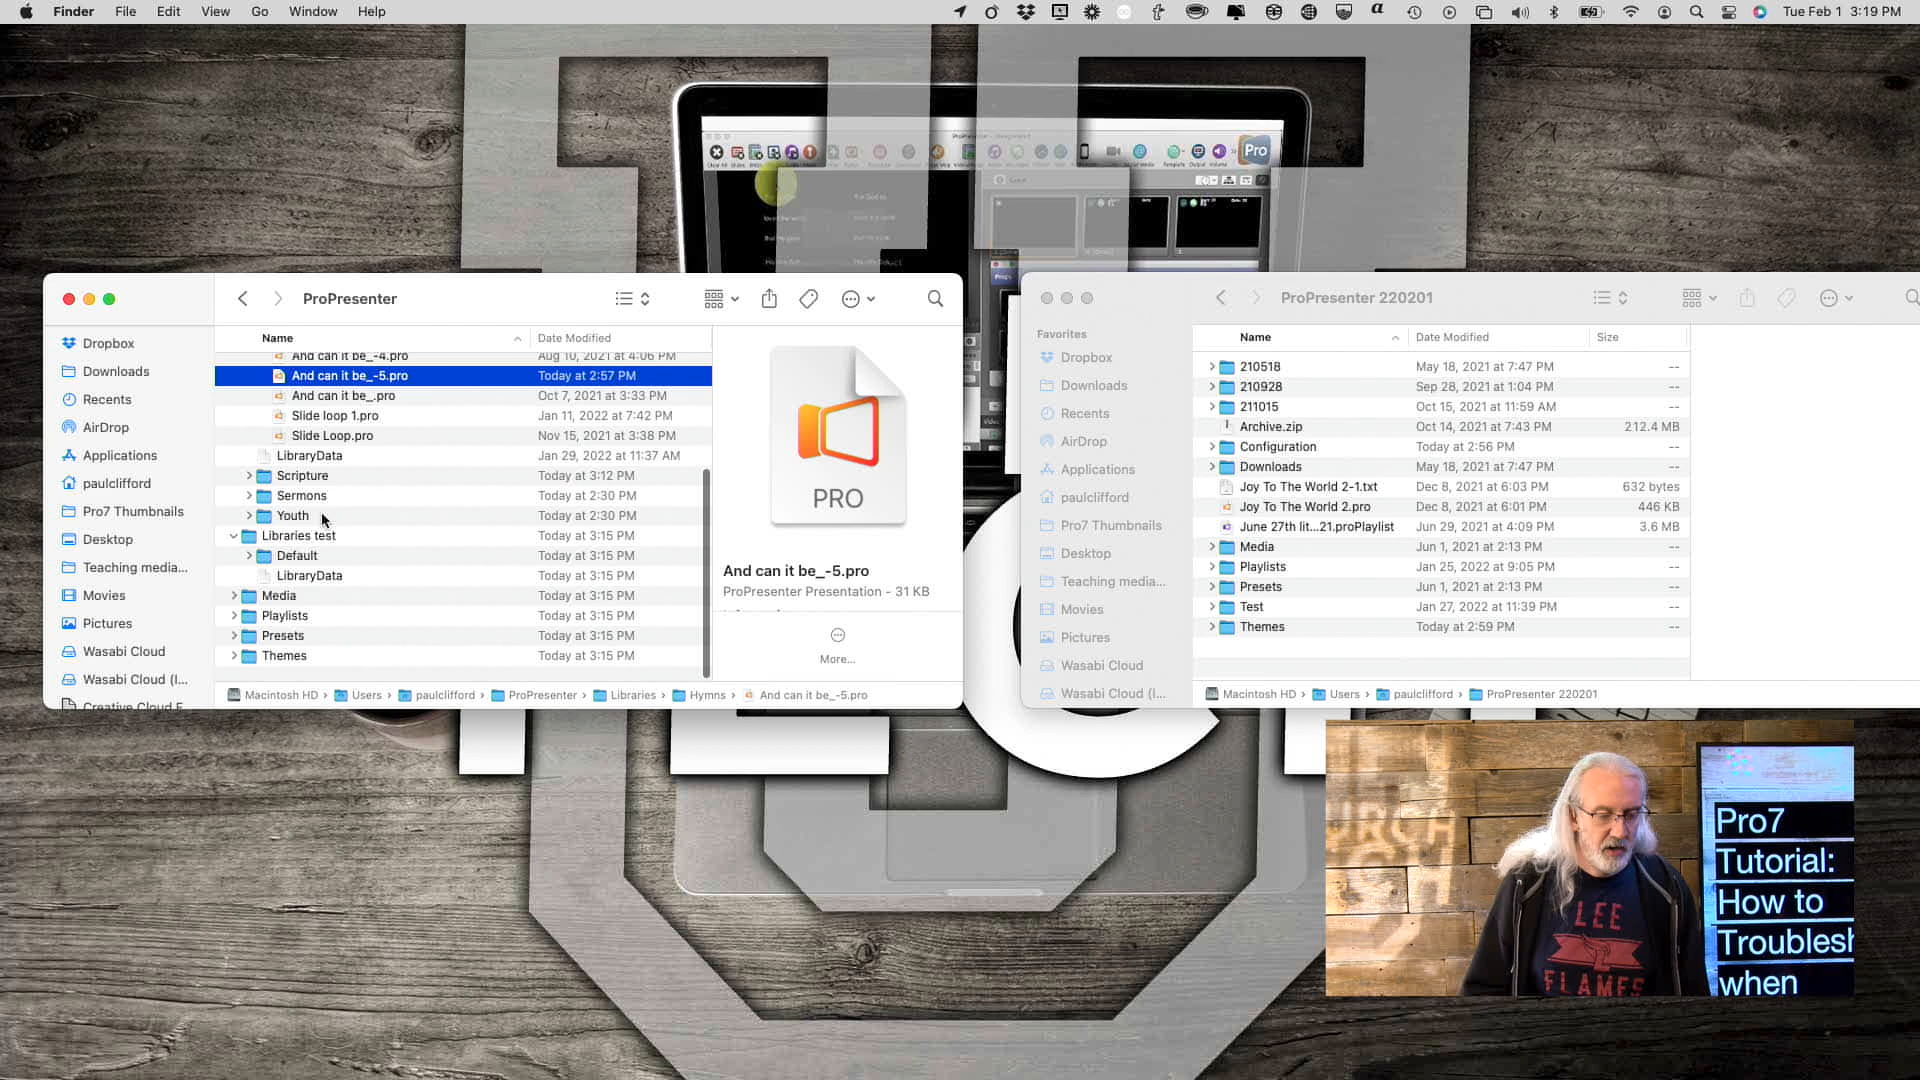 Finder File Edit View Go Window Help
Tue Feb 1 3:19 PM
Pro
ProPresenter
Dropbox
Downloads
Recents
AirDrop
Applications
paulclifford
Pro7 Thumbnails
Desktop
Teaching media...
Movies
Pictures
Wasabi Cloud
Wasabi Cloud (I...
Name Date Modified
And can it be_-4.pro Aug 10, 2021 at 4:06 PM
And can it be_-5.pro Today at 2:57 PM
And can it be_.pro Oct 7, 2021 at 3:33 PM
Slide loop 1.pro Jan 11, 2022 at 7:42 PM
Slide Loop.pro Nov 15, 2021 at 3:38 PM
LibraryData Jan 29, 2022 at 11:37 AM
Scripture Today at 3:12 PM
Sermons Today at 2:30 PM
Youth Today at 2:30 PM
Libraries test Today at 3:15 PM
Default Today at 3:15 PM
LibraryData Today at 3:15 PM
Media Today at 3:15 PM
Playlists Today at 3:15 PM
Presets Today at 3:15 PM
Themes Today at 3:15 PM
PRO
And can it be_-5.pro
ProPresenter Presentation - 31 KB
More...
Macintosh HD › Users › paulclifford › ProPresenter › Libraries › Hymns › And can it be_-5.pro
ProPresenter 220201
Favorites
Dropbox
Downloads
Recents
AirDrop
Applications
paulclifford
Pro7 Thumbnails
Desktop
Teaching media...
Movies
Pictures
Wasabi Cloud
Wasabi Cloud (I...
Name Date Modified Size
210518 May 18, 2021 at 7:47 PM --
210928 Sep 28, 2021 at 1:04 PM --
211015 Oct 15, 2021 at 11:59 AM --
Archive.zip Oct 14, 2021 at 7:43 PM 212.4 MB
Configuration Today at 2:56 PM --
Downloads May 18, 2021 at 7:47 PM --
Joy To The World 2-1.txt Dec 8, 2021 at 6:03 PM 632 bytes
Joy To The World 2.pro Dec 8, 2021 at 6:01 PM 446 KB
June 27th lit...21.proPlaylist Jun 29, 2021 at 4:09 PM 3.6 MB
Media Jun 1, 2021 at 2:13 PM --
Playlists Jan 25, 2022 at 9:05 PM --
Presets Jun 1, 2021 at 2:13 PM --
Test Jan 27, 2022 at 11:39 PM --
Themes Today at 2:59 PM --
Macintosh HD › Users › paulclifford › ProPresenter 220201
LEE
FLAMES
Pro7
Tutorial:
How to
Troublesh
when